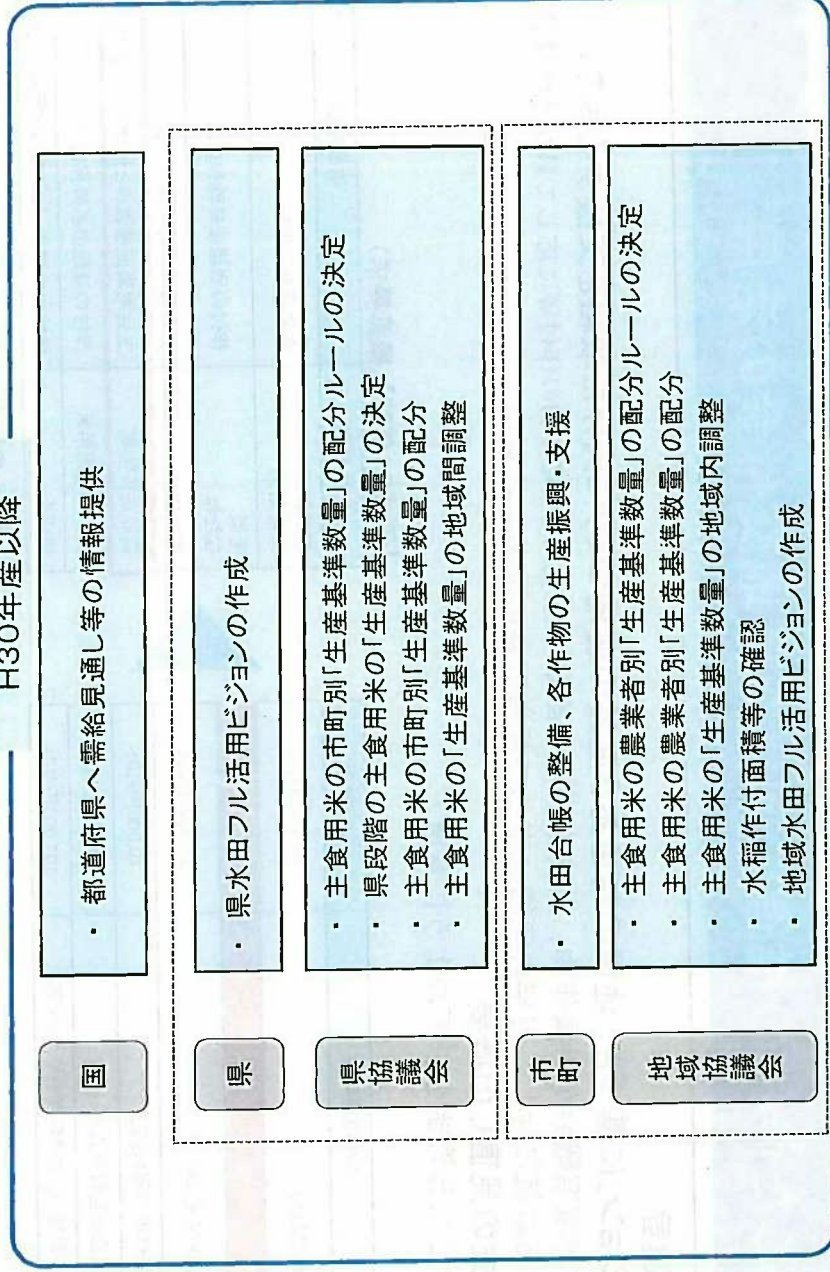 H30年産以降
国
・ 都道府県へ需給見通し等の情報提供
県
・ 県水田フル活用ビジョンの作成
県協議会
・ 主食用米の市町別「生産基準数量」の配分ルールの決定
・ 県段階の主食用米の「生産基準数量」の決定
・ 主食用米の市町別「生産基準数量」の配分
・ 主食用米の「生産基準数量」の地域間調整
市町
・ 水田台帳の整備、各作物の生産振興・支援
地域協議会
・ 主食用米の農業者別「生産基準数量」の配分ルールの決定
・ 主食用米の農業者別「生産基準数量」の配分
・ 主食用米の「生産基準数量」の地域内調整
・ 水稲作付面積等の確認
・ 地域水田フル活用ビジョンの作成